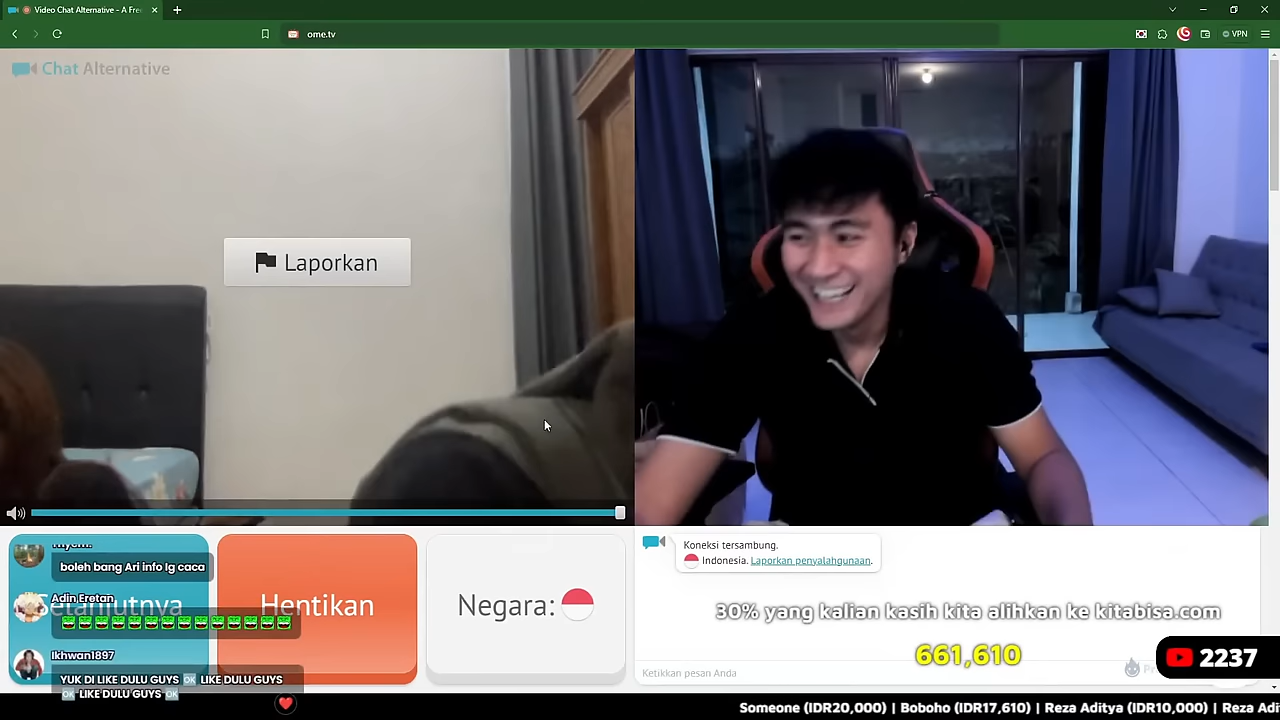 Video Chat Alternative - A Free
ome.tv
VPN
Chat Alternative
Laporkan
boleh bang Ari info Ig caca
Adin Eretan
Selanjutnya
Hentikan
Negara:
Ikhwan1897
YUK DI LIKE DULU GUYS 🆗 LIKE DULU GUYS
🆗 LIKE DULU GUYS 🆗
Koneksi tersambung.
Indonesia. Laporkan penyalahgunaan.
30% yang kalian kasih kita alihkan ke kitabisa.com
661,610
Ketikkan pesan Anda
2237
Someone (IDR20,000) | Boboho (IDR17,610) | Reza Aditya (IDR10,000) | Reza Adi